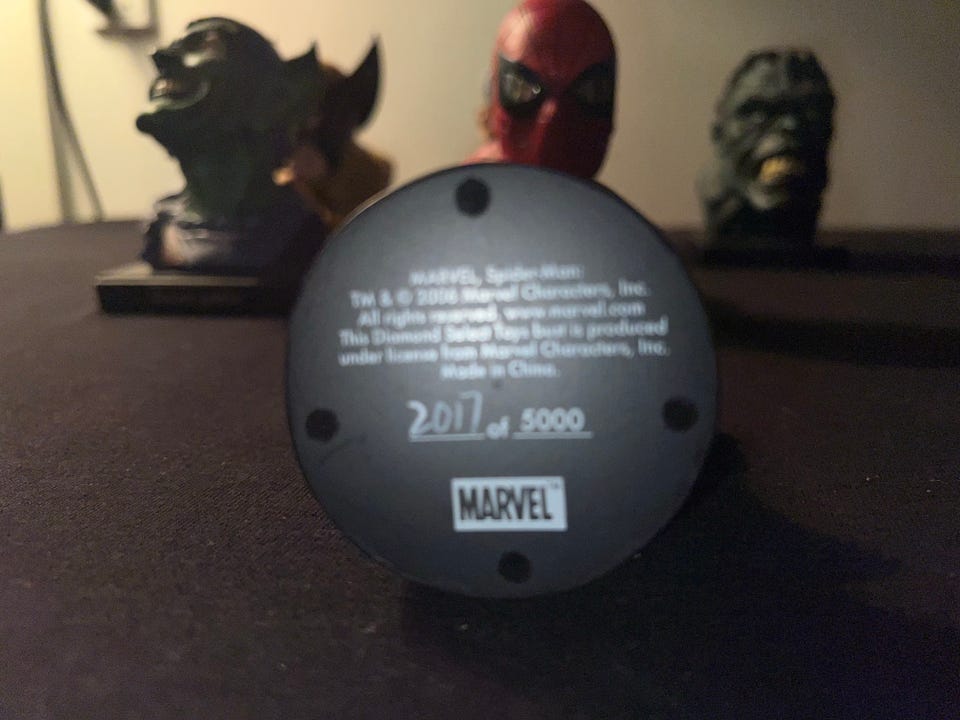 MARVEL, Spider-Man:
TM & © 2006 Marvel Characters, Inc.
All rights reserved. www.marvel.com
This Diamond Select Toys bust is produced
under license from Marvel Characters, Inc.
Made in China.
2017 of 5000
MARVEL™